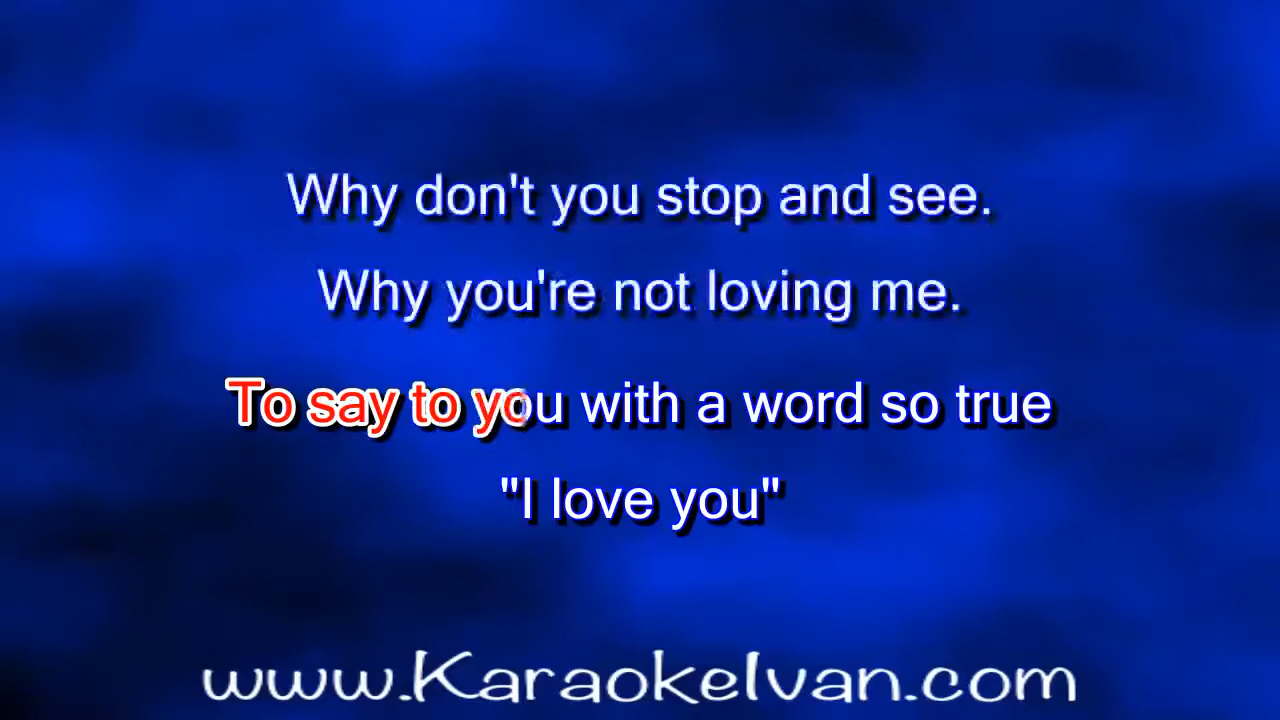 Why don't you stop and see.
Why you're not loving me.
To say to you with a word so true
"I love you"
www.KaraokeIvan.com